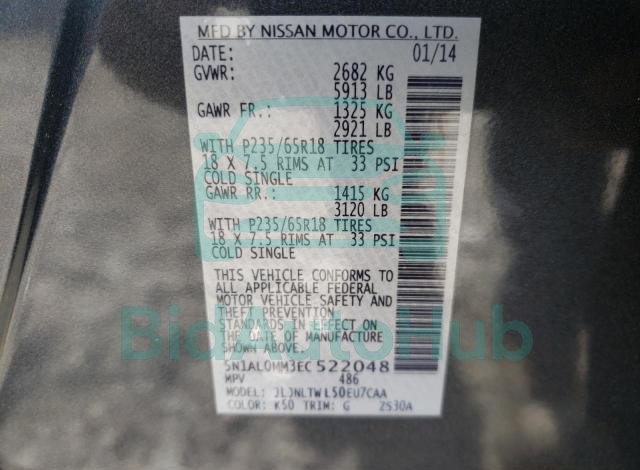 MFD BY NISSAN MOTOR CO., LTD.
DATE: 01/14
GVWR: 2682 KG
5913 LB
GAWR FR.: 1325 KG
2921 LB
WITH P235/65R18 TIRES
18 X 7.5 RIMS AT 33 PSI
COLD SINGLE
GAWR RR.: 1415 KG
3120 LB
WITH P235/65R18 TIRES
18 X 7.5 RIMS AT 33 PSI
COLD SINGLE
THIS VEHICLE CONFORMS TO
ALL APPLICABLE FEDERAL
MOTOR VEHICLE SAFETY AND
THEFT PREVENTION
STANDARDS IN EFFECT ON
THE DATE OF MANUFACTURE
SHOWN ABOVE.
BidAutoHub
5N1AL0MM3EC522048
MPV 486
MODEL: JLJNLTWL50EU7CAA
COLOR: K50 TRIM: G 2S30A